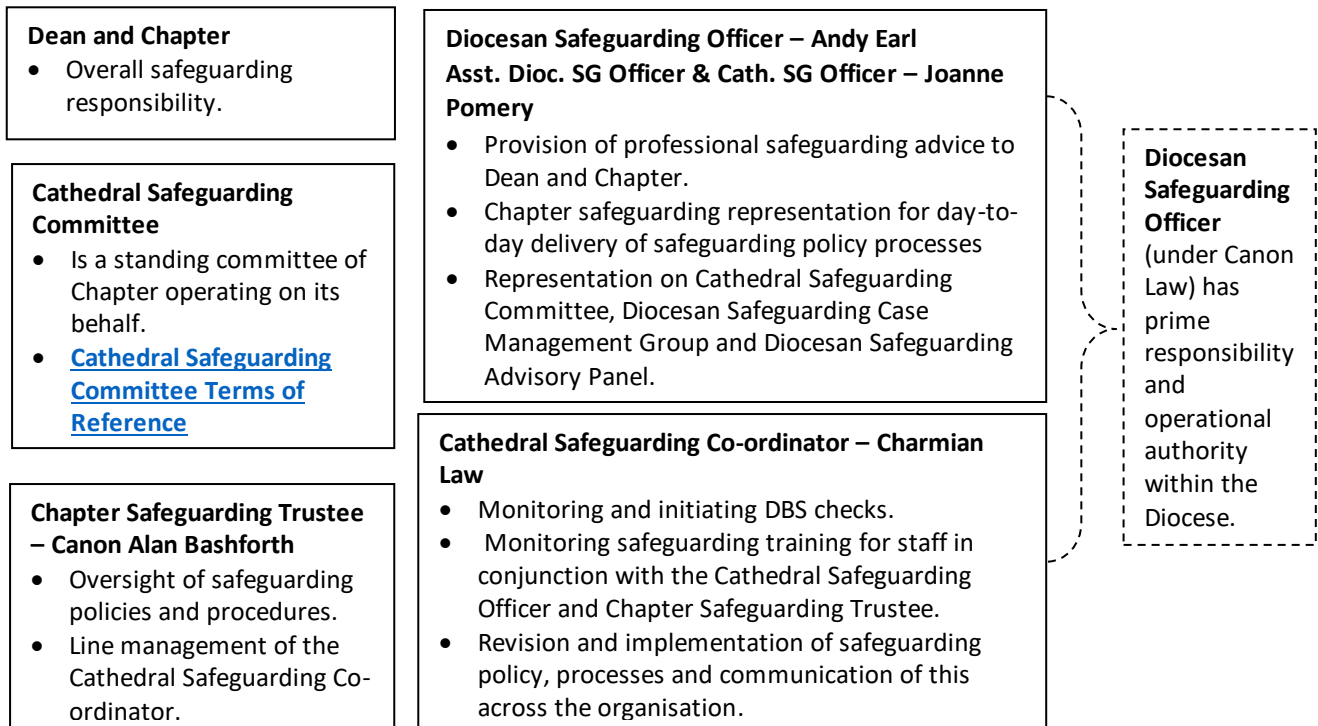 Dean and Chapter
• Overall safeguarding
responsibility.
Cathedral Safeguarding
Committee
• Is a standing committee of
Chapter operating on its
behalf.
• Cathedral Safeguarding
Committee Terms of
Reference
Chapter Safeguarding Trustee
– Canon Alan Bashforth
• Oversight of safeguarding
policies and procedures.
• Line management of the
Cathedral Safeguarding Co-
ordinator.
Diocesan Safeguarding Officer – Andy Earl
Asst. Dioc. SG Officer & Cath. SG Officer – Joanne
Pomery
• Provision of professional safeguarding advice to
Dean and Chapter.
• Chapter safeguarding representation for day-to-
day delivery of safeguarding policy processes
• Representation on Cathedral Safeguarding
Committee, Diocesan Safeguarding Case
Management Group and Diocesan Safeguarding
Advisory Panel.
Cathedral Safeguarding Co-ordinator – Charmian
Law
• Monitoring and initiating DBS checks.
• Monitoring safeguarding training for staff in
conjunction with the Cathedral Safeguarding
Officer and Chapter Safeguarding Trustee.
• Revision and implementation of safeguarding
policy, processes and communication of this
across the organisation.
Diocesan
Safeguarding
Officer
(under Canon
Law) has
prime
responsibility
and
operational
authority
within the
Diocese.